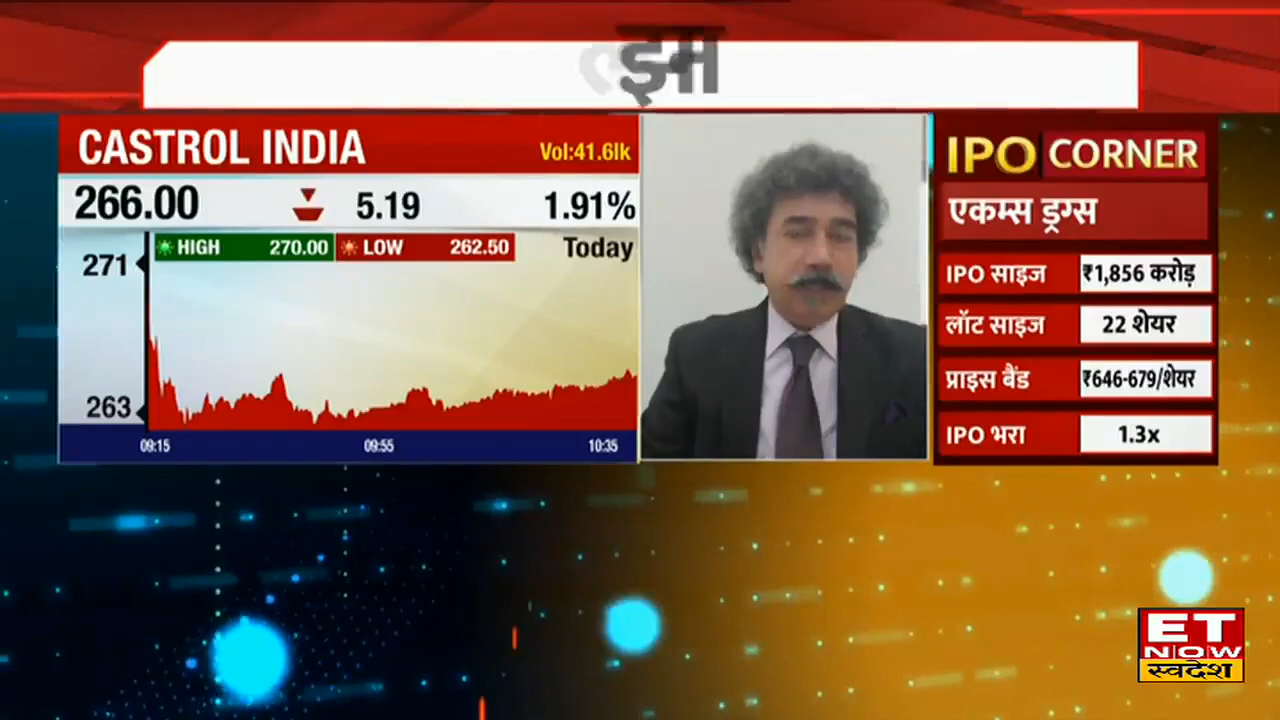 CASTROL INDIA
Vol:41.6lk
266.00 5.19 1.91%
HIGH 270.00 LOW 262.50 Today
271
263
09:15 09:55 10:35
IPO CORNER
एकम्स ड्रग्स
IPO साइज ₹1,856 करोड़
लॉट साइज 22 शेयर
प्राइस बैंड ₹646-679/शेयर
IPO भरा 1.3x
ET
NOW
स्वदेश